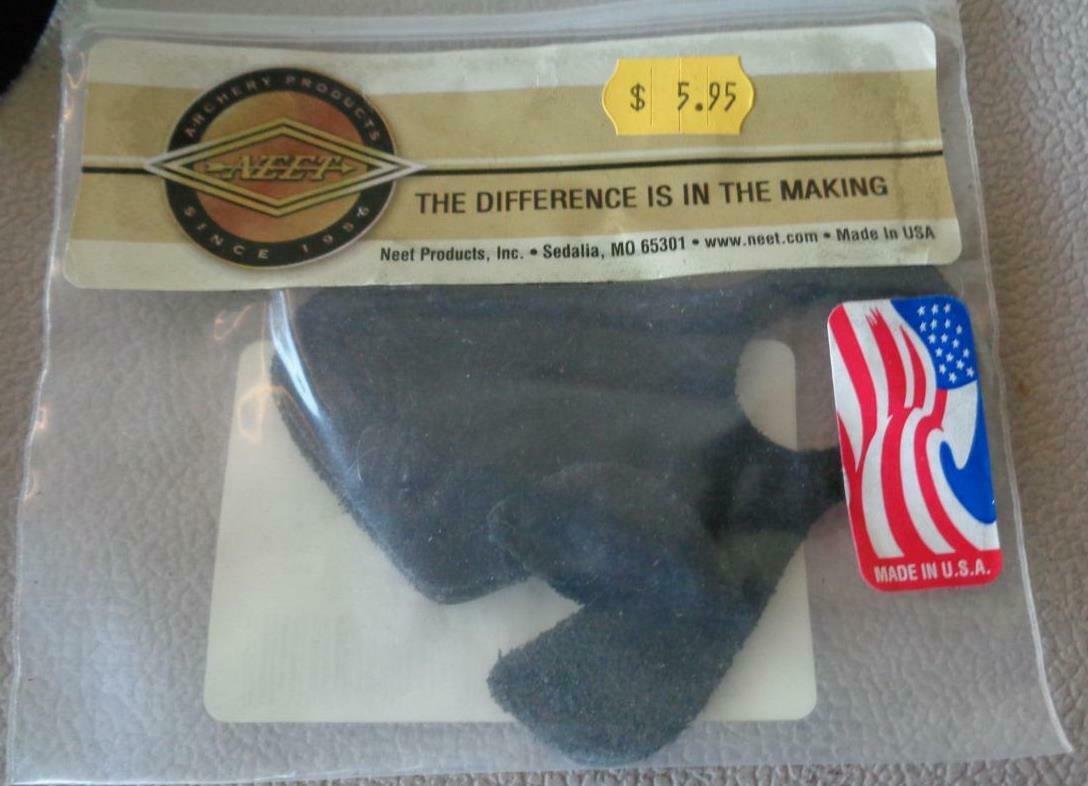 ARCHERY PRODUCTS
NEET
SINCE 1956
$ 5.95
THE DIFFERENCE IS IN THE MAKING
Neet Products, Inc. • Sedalia, MO 65301 • www.neet.com • Made In USA
MADE IN U.S.A.